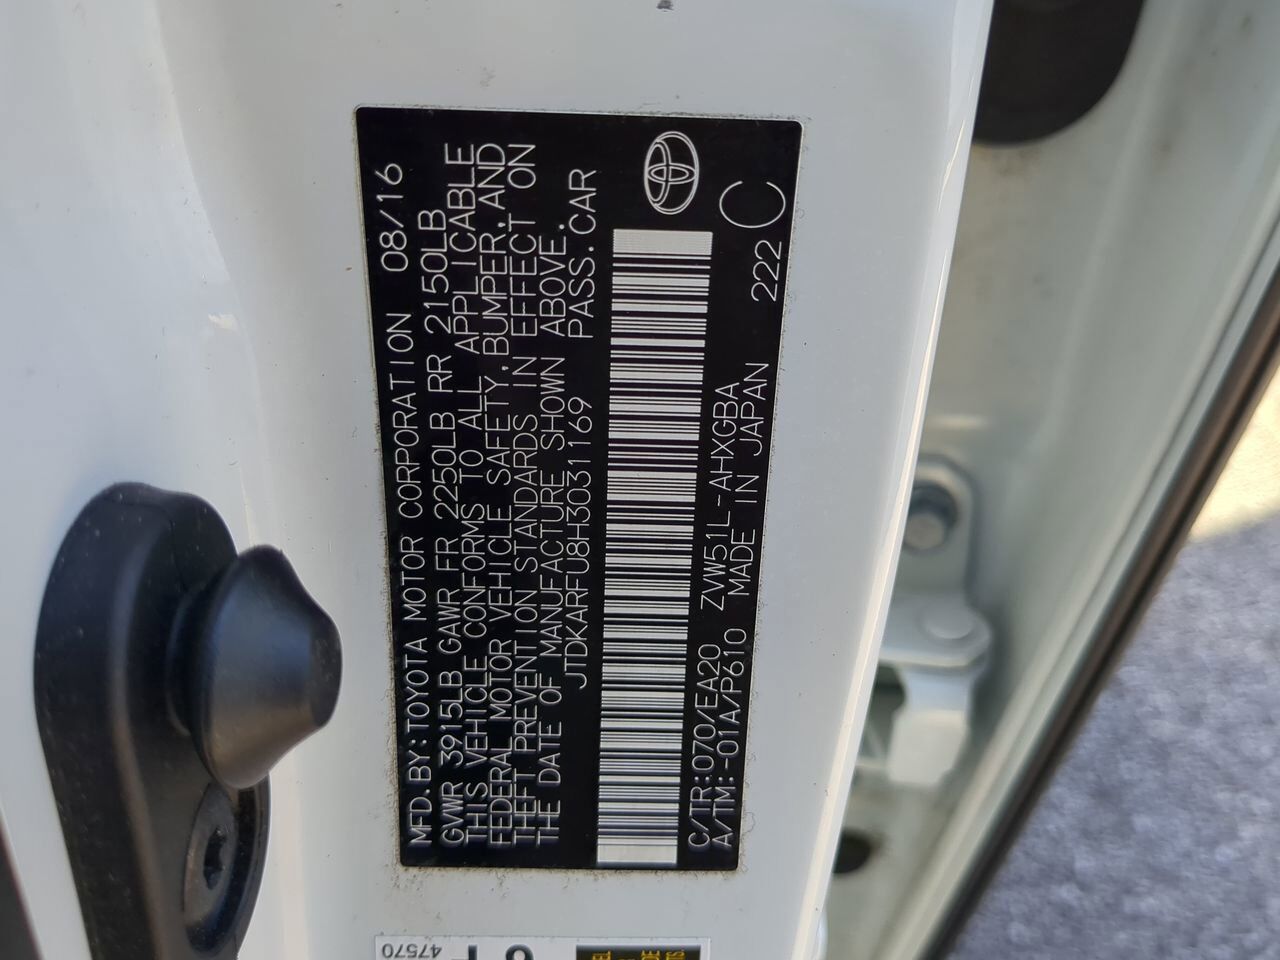 MFD. BY: TOYOTA MOTOR CORPORATION 08/16
GVWR 3915LB GAWR FR 2250LB RR 2150LB
THIS VEHICLE CONFORMS TO ALL APPLICABLE
FEDERAL MOTOR VEHICLE SAFETY, BUMPER, AND
THEFT PREVENTION STANDARDS IN EFFECT ON
THE DATE OF MANUFACTURE SHOWN ABOVE.
JTDKARFU8H3031169 PASS. CAR
C/TR: 070/EA20 ZVW51L-AHXGBA
A/TM: -01A/P610 MADE IN JAPAN 222 C
47570